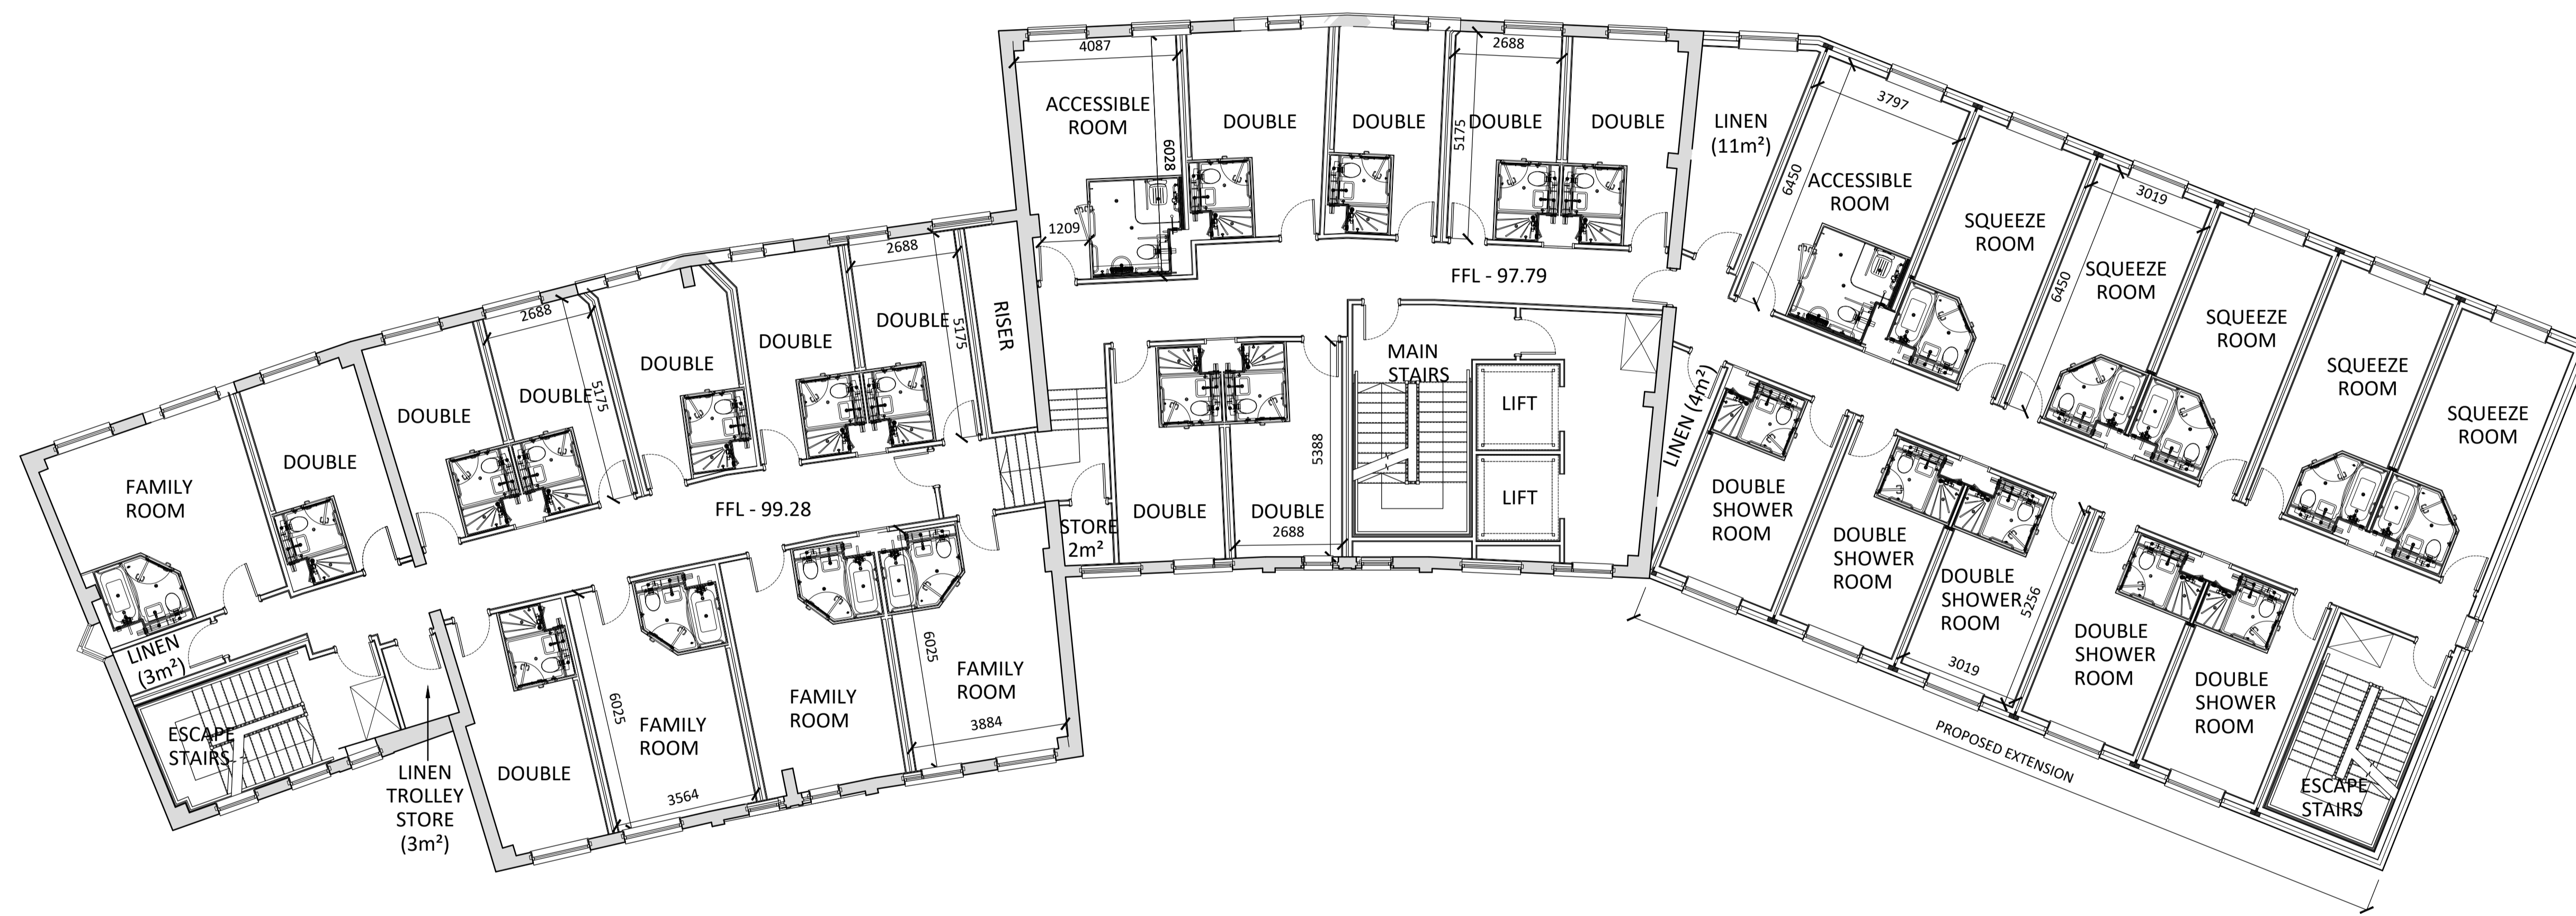 FAMILY
ROOM
DOUBLE
DOUBLE
2688
DOUBLE
5175
DOUBLE
DOUBLE
2688
DOUBLE
5175
RISER
FFL - 99.28
LINEN
(3m²)
ESCAPE
STAIRS
LINEN
TROLLEY
STORE
(3m²)
DOUBLE
6025
FAMILY
ROOM
3564
FAMILY
ROOM
6025
FAMILY
ROOM
3884
4087
ACCESSIBLE
ROOM
6028
1209
DOUBLE
DOUBLE
2688
5175
DOUBLE
DOUBLE
FFL - 97.79
STORE
2m²
DOUBLE
5388
DOUBLE
2688
MAIN
STAIRS
LIFT
LIFT
LINEN
(11m²)
LINEN (4m²)
3797
6450
ACCESSIBLE
ROOM
SQUEEZE
ROOM
3019
6450
SQUEEZE
ROOM
SQUEEZE
ROOM
SQUEEZE
ROOM
SQUEEZE
ROOM
DOUBLE
SHOWER
ROOM
DOUBLE
SHOWER
ROOM
DOUBLE
SHOWER
ROOM
5256
3019
DOUBLE
SHOWER
ROOM
DOUBLE
SHOWER
ROOM
ESCAPE
STAIRS
PROPOSED EXTENSION